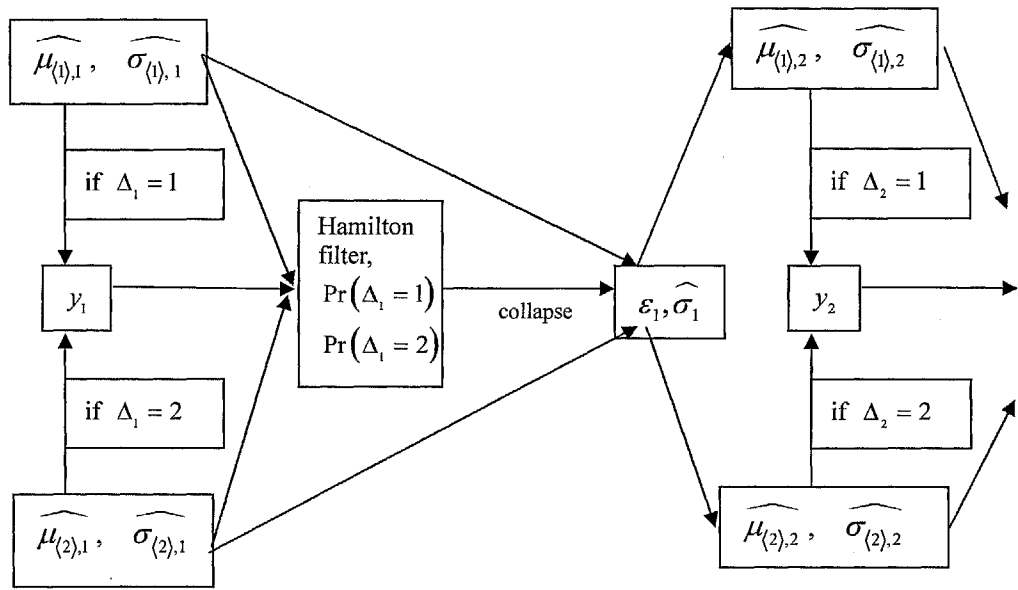 μ̂⟨1⟩,1, σ̂⟨1⟩, 1
if Δ₁ = 1
y₁
if Δ₁ = 2
μ̂⟨2⟩,1, σ̂⟨2⟩,1
Hamilton
filter,
Pr(Δ₁ = 1)
Pr(Δ₁ = 2)
collapse
ε₁, σ̂₁
μ̂⟨1⟩,2, σ̂⟨1⟩,2
if Δ₂ = 1
y₂
if Δ₂ = 2
μ̂⟨2⟩,2, σ̂⟨2⟩,2